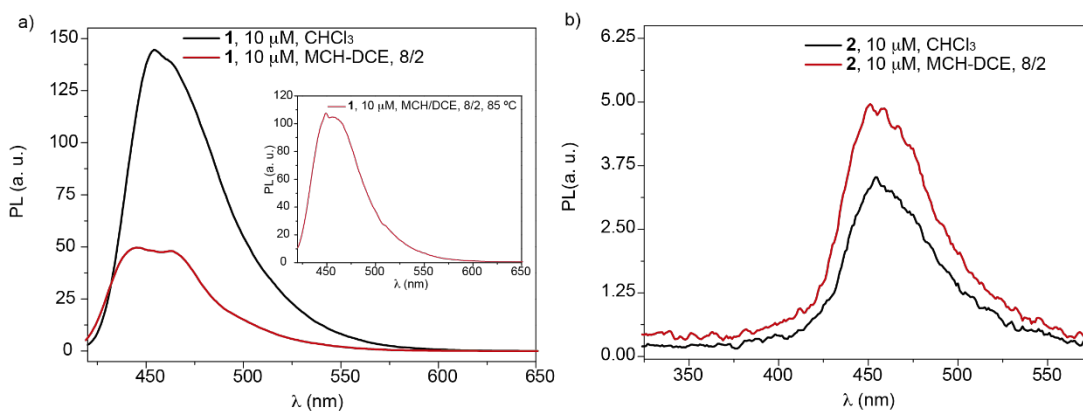 a)
1, 10 μM, CHCl₃
1, 10 μM, MCH-DCE, 8/2
PL (a. u.)
150
125
100
75
50
25
0
450 500 550 600 650
λ (nm)
1, 10 μM, MCH/DCE, 8/2, 85 ºC
PL (a. u.)
120
100
80
60
40
20
0
450 500 550 600 650
λ (nm)
b)
2, 10 μM, CHCl₃
2, 10 μM, MCH-DCE, 8/2
PL(a. u.)
6.25
5.00
3.75
2.50
1.25
0.00
350 400 450 500 550
λ (nm)